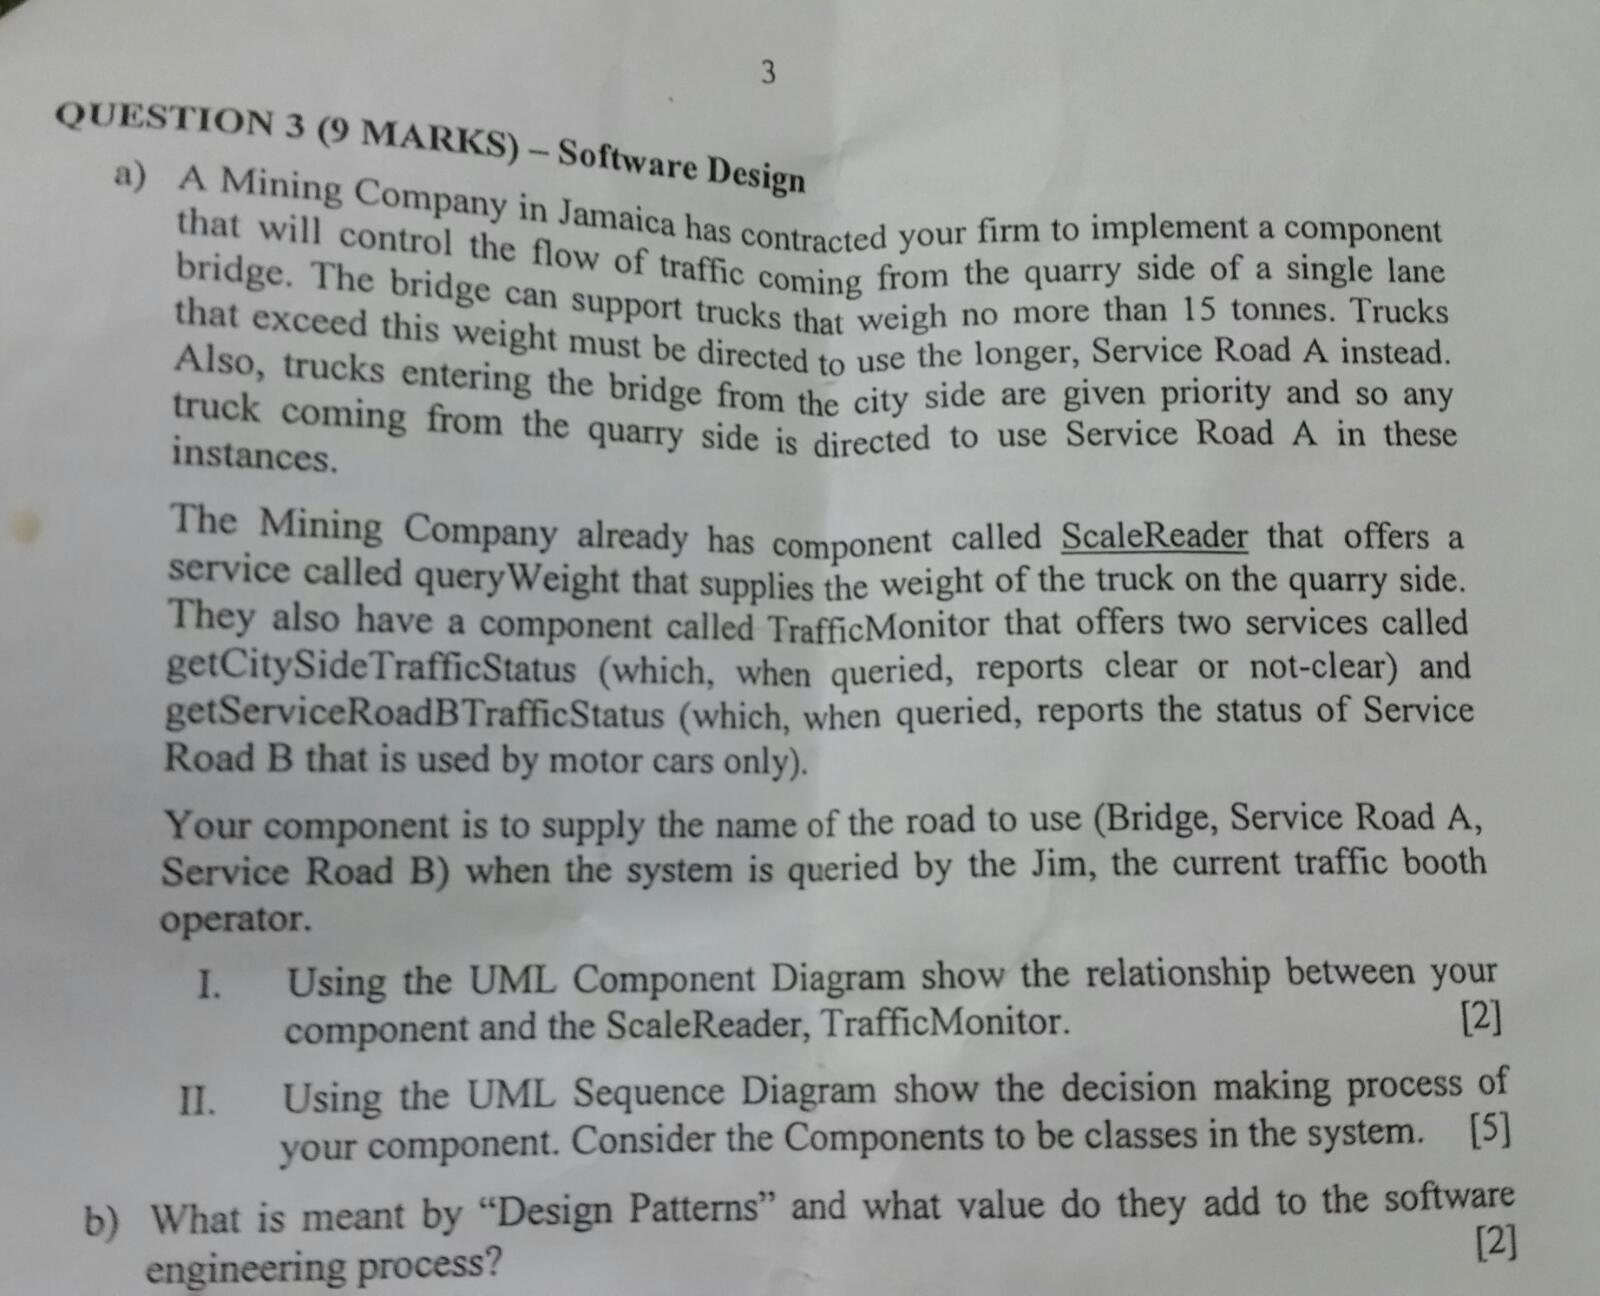 3
QUESTION 3 (9 MARKS) – Software Design
a) A Mining Company in Jamaica has contracted your firm to implement a component
that will control the flow of traffic coming from the quarry side of a single lane
bridge. The bridge can support trucks that weigh no more than 15 tonnes. Trucks
that exceed this weight must be directed to use the longer, Service Road A instead.
Also, trucks entering the bridge from the city side are given priority and so any
truck coming from the quarry side is directed to use Service Road A in these
instances.
The Mining Company already has component called ScaleReader that offers a
service called queryWeight that supplies the weight of the truck on the quarry side.
They also have a component called TrafficMonitor that offers two services called
getCitySideTrafficStatus (which, when queried, reports clear or not-clear) and
getServiceRoadBTrafficStatus (which, when queried, reports the status of Service
Road B that is used by motor cars only).
Your component is to supply the name of the road to use (Bridge, Service Road A,
Service Road B) when the system is queried by the Jim, the current traffic booth
operator.
I. Using the UML Component Diagram show the relationship between your
component and the ScaleReader, TrafficMonitor. [2]
II. Using the UML Sequence Diagram show the decision making process of
your component. Consider the Components to be classes in the system. [5]
b) What is meant by “Design Patterns” and what value do they add to the software
engineering process? [2]